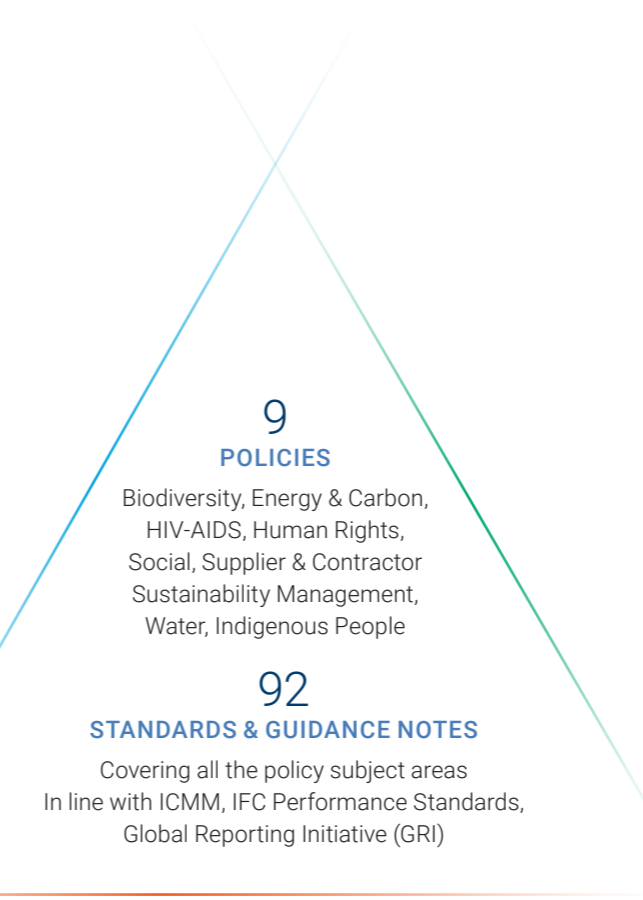 9
POLICIES
Biodiversity, Energy & Carbon,
HIV-AIDS, Human Rights,
Social, Supplier & Contractor
Sustainability Management,
Water, Indigenous People
92
STANDARDS & GUIDANCE NOTES
Covering all the policy subject areas
In line with ICMM, IFC Performance Standards,
Global Reporting Initiative (GRI)